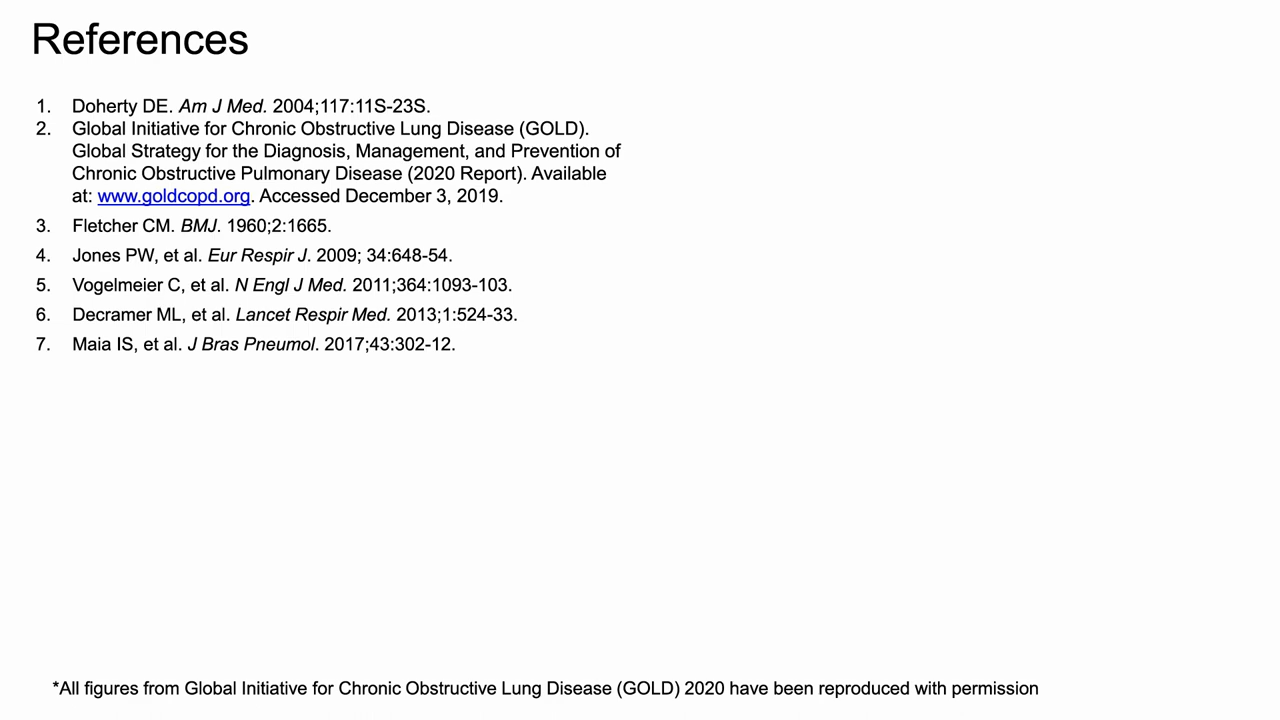 References
1. Doherty DE. Am J Med. 2004;117:11S-23S.
2. Global Initiative for Chronic Obstructive Lung Disease (GOLD).
Global Strategy for the Diagnosis, Management, and Prevention of
Chronic Obstructive Pulmonary Disease (2020 Report). Available
at: www.goldcopd.org. Accessed December 3, 2019.
3. Fletcher CM. BMJ. 1960;2:1665.
4. Jones PW, et al. Eur Respir J. 2009; 34:648-54.
5. Vogelmeier C, et al. N Engl J Med. 2011;364:1093-103.
6. Decramer ML, et al. Lancet Respir Med. 2013;1:524-33.
7. Maia IS, et al. J Bras Pneumol. 2017;43:302-12.
*All figures from Global Initiative for Chronic Obstructive Lung Disease (GOLD) 2020 have been reproduced with permission